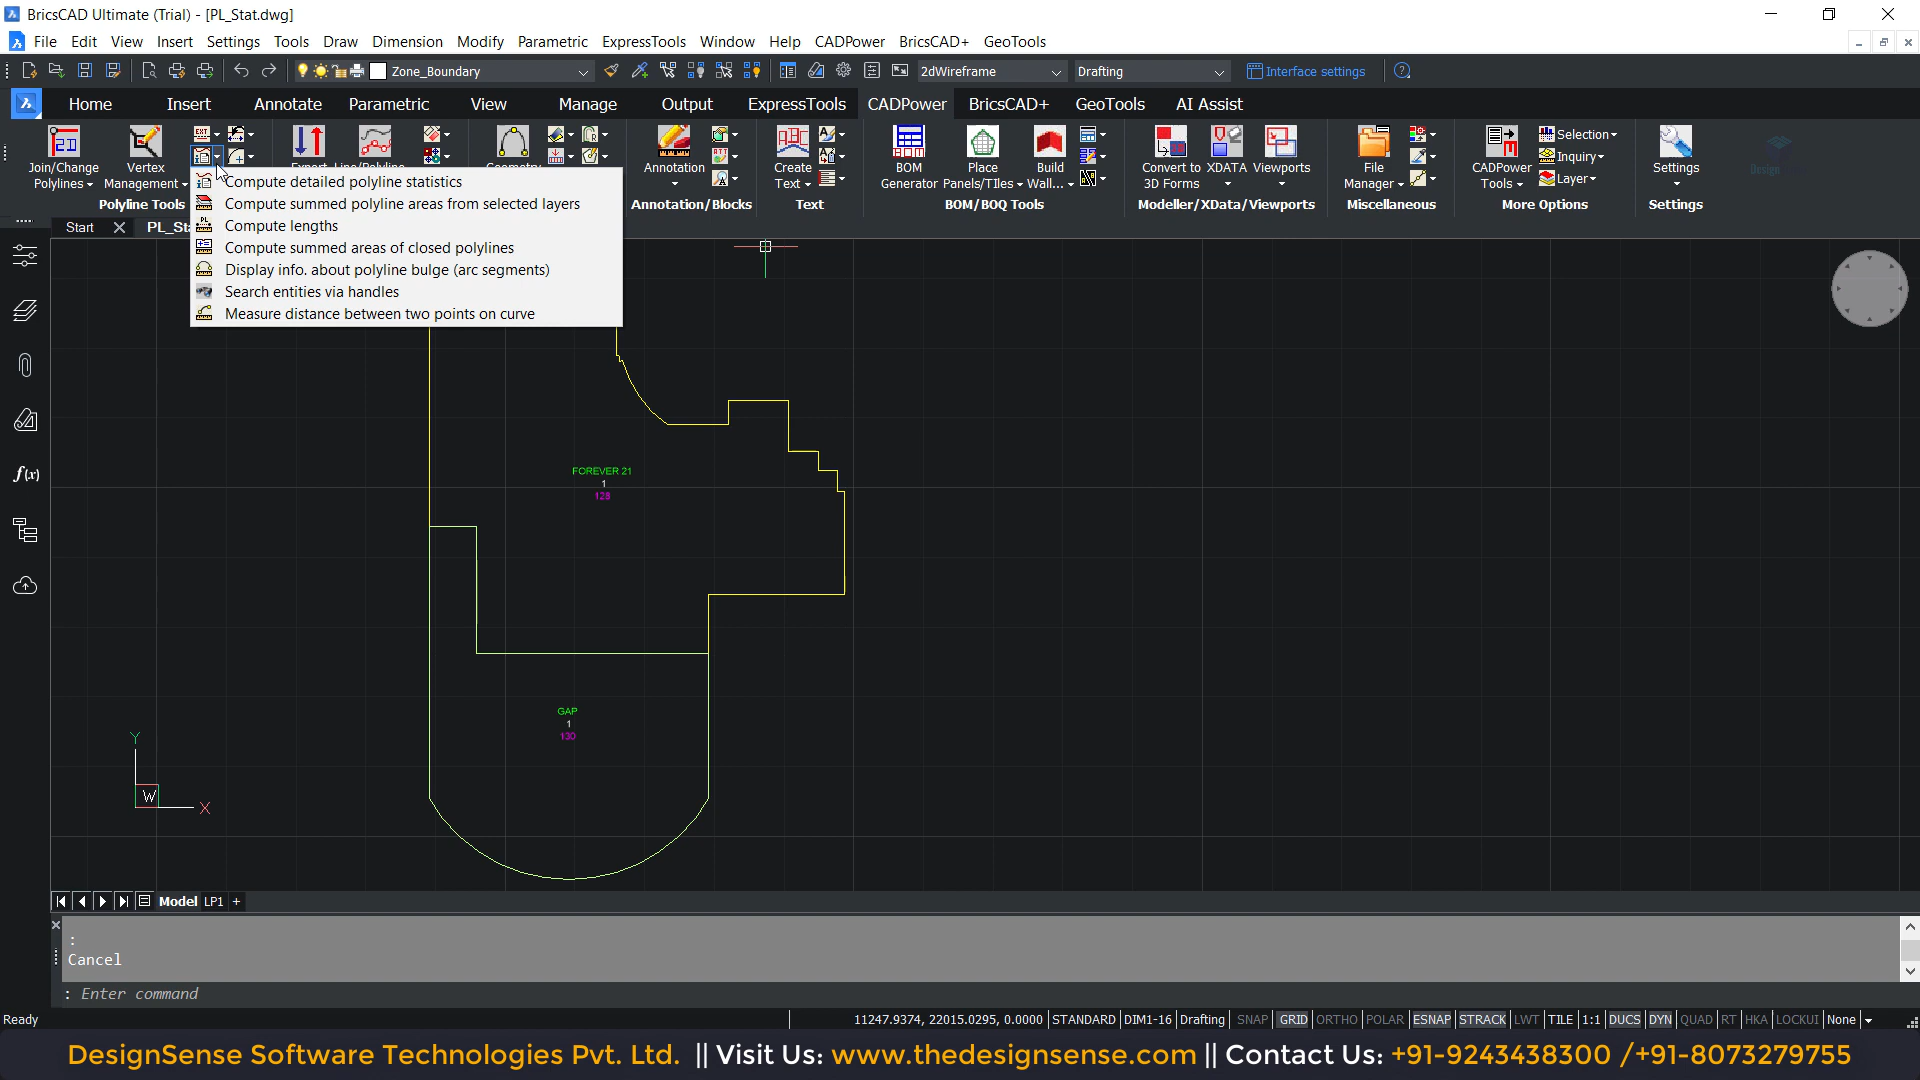 BricsCAD Ultimate (Trial) - [PL_Stat.dwg]
File Edit View Insert Settings Tools Draw Dimension Modify Parametric ExpressTools Window Help CADPower BricsCAD+ GeoTools
Zone_Boundary 2dWireframe Drafting Interface settings
Home Insert Annotate Parametric View Manage Output ExpressTools CADPower BricsCAD+ GeoTools AI Assist
Join/Change Polylines
Vertex Management
Polyline Tools
Annotation
Annotation/Blocks
Create Text
Text
BOM Generator
Place Panels/TIles
Build Wall...
BOM/BOQ Tools
Convert to 3D Forms
XDATA
Viewports
Modeller/XData/Viewports
File Manager
Miscellaneous
CADPower Tools
Selection
Inquiry
Layer
More Options
Settings
Settings
Design
Compute detailed polyline statistics
Compute summed polyline areas from selected layers
Compute lengths
Compute summed areas of closed polylines
Display info. about polyline bulge (arc segments)
Search entities via handles
Measure distance between two points on curve
Start PL_Sta
f(x)
FOREVER 21
1
128
GAP
1
130
Y
W
X
Model LP1 +
:
Cancel
: Enter command
Ready 11247.9374, 22015.0295, 0.0000 STANDARD DIM1-16 Drafting SNAP GRID ORTHO POLAR ESNAP STRACK LWT TILE 1:1 DUCS DYN QUAD RT HKA LOCKUI None
DesignSense Software Technologies Pvt. Ltd. || Visit Us: www.thedesignsense.com || Contact Us: +91-9243438300 /+91-8073279755